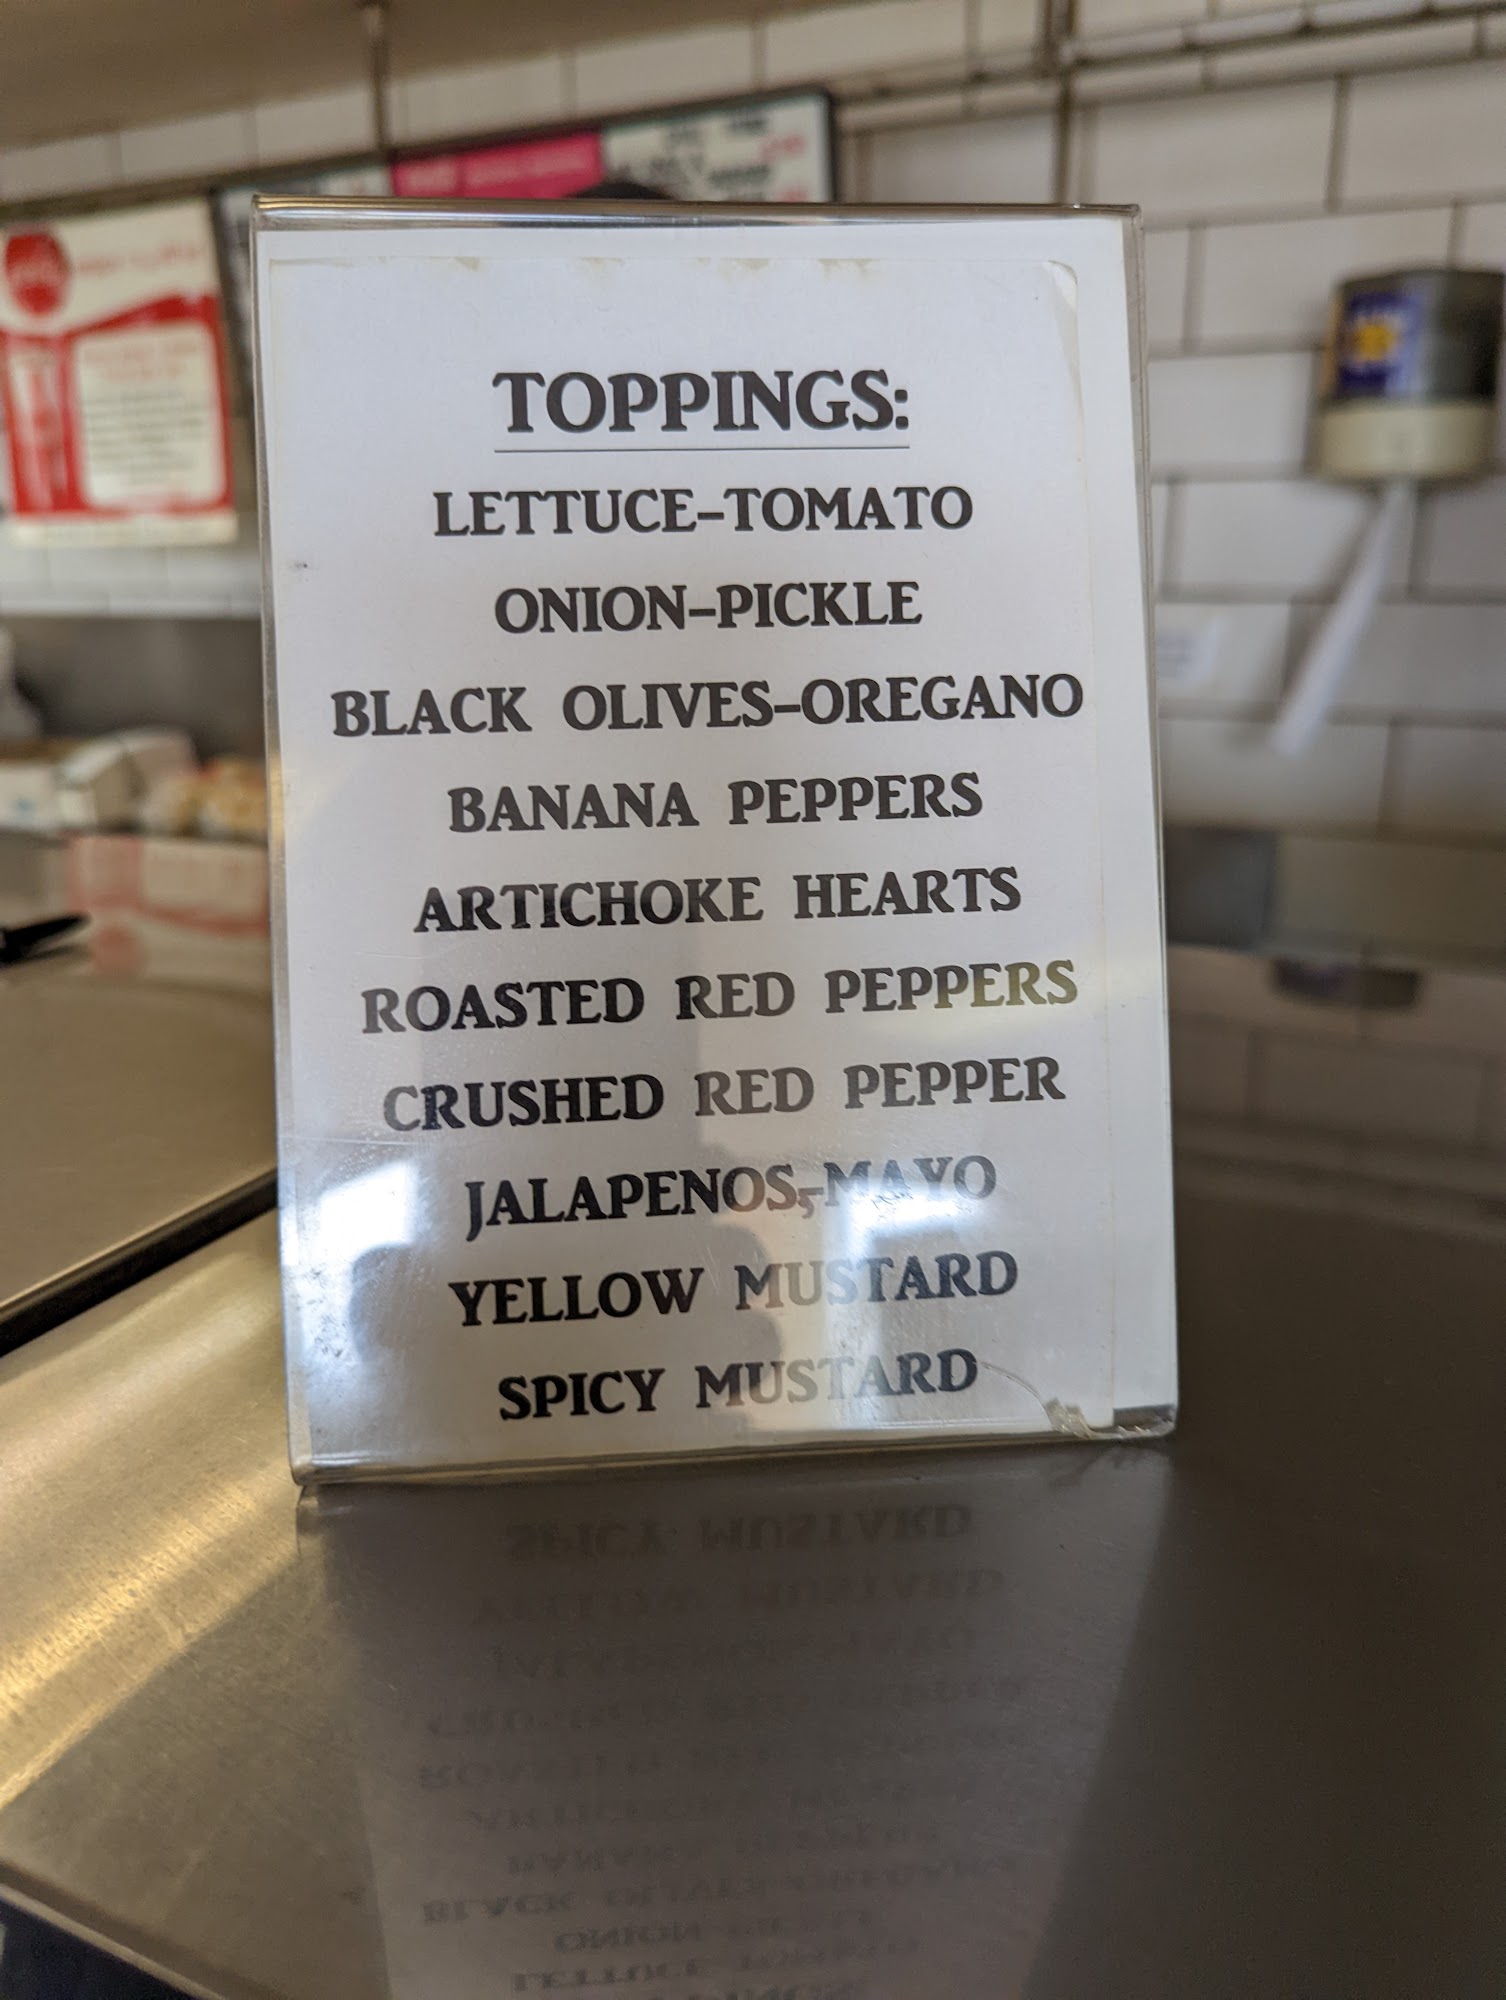 TOPPINGS:
LETTUCE-TOMATO
ONION-PICKLE
BLACK OLIVES-OREGANO
BANANA PEPPERS
ARTICHOKE HEARTS
ROASTED RED PEPPERS
CRUSHED RED PEPPER
JALAPENOS,-MAYO
YELLOW MUSTARD
SPICY MUSTARD